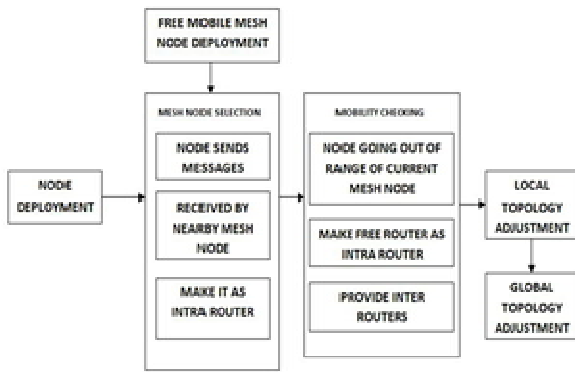 FREE MOBILE MESH
NODE DEPLOYMENT
MESH NODE SELECTION
NODE SENDS
MESSAGES
RECEIVED BY
NEARBY MESH
NODE
MAKE IT AS
INTRA ROUTER
NODE
DEPLOYMENT
MOBILITY CHECKING
NODE GOING OUT OF
RANGE OF CURRENT
MESH NODE
MAKE FREE ROUTER AS
INTRA ROUTER
PROVIDE INTER
ROUTERS
LOCAL
TOPOLOGY
ADJUSTMENT
GLOBAL
TOPOLOGY
ADJUSTMENT